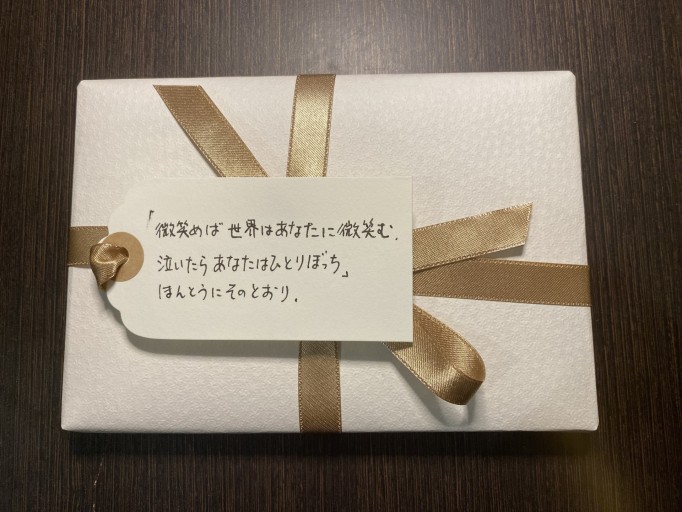 「微笑めば世界はあなたに微笑む.
泣いたらあなたはひとりぼっち」
ほんとうにそのとおり.